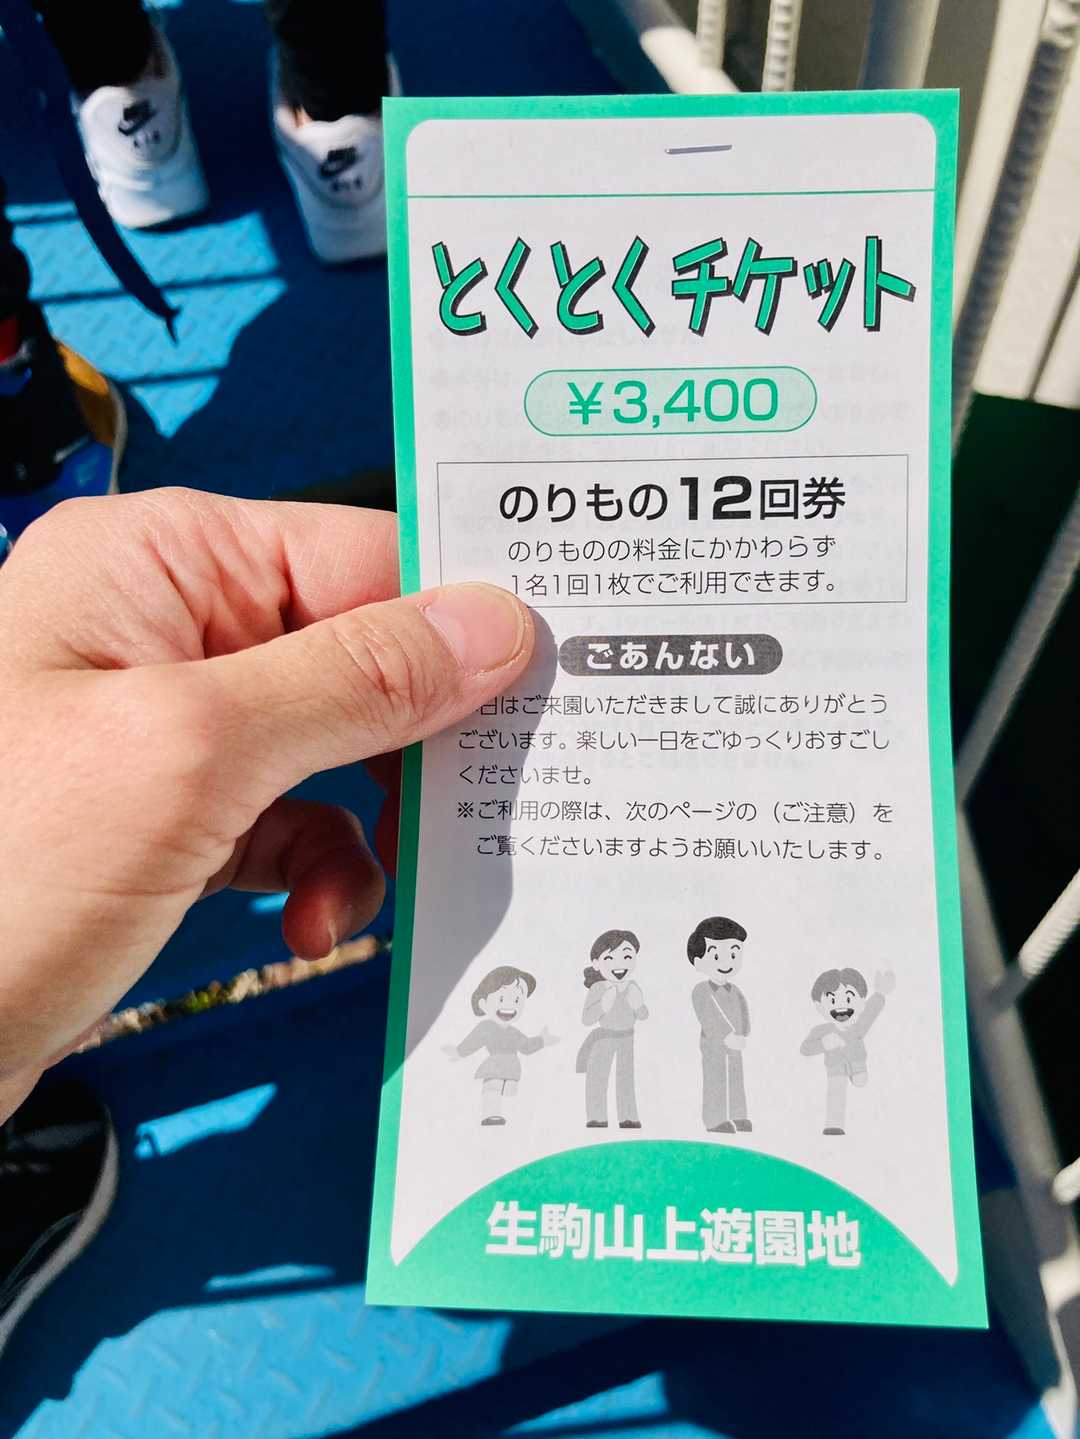 とくとくチケット
¥3,400
のりもの12回券
のりものの料金にかかわらず
1名1回1枚でご利用できます。
ごあんない
日はご来園いただきまして誠にありがとう
ございます。楽しい一日をごゆっくりおすごし
くださいませ。
※ご利用の際は、次のページの（ご注意）を
ご覧くださいますようお願いいたします。
生駒山上遊園地